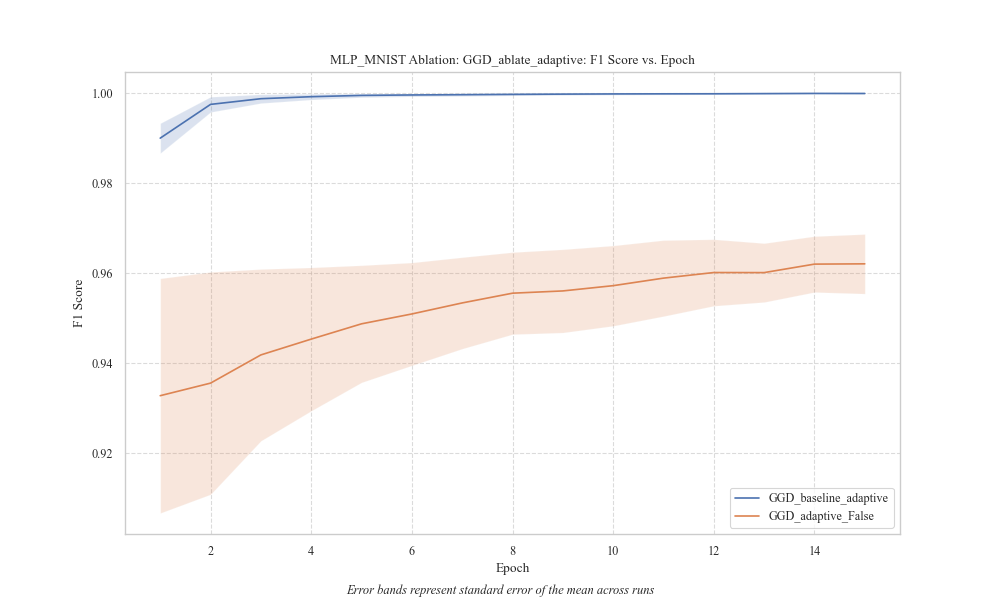 MLP_MNIST Ablation: GGD_ablate_adaptive: F1 Score vs. Epoch
1.00
0.98
0.96
0.94
0.92
F1 Score
2
4
6
8
10
12
14
Epoch
GGD_baseline_adaptive
GGD_adaptive_False
Error bands represent standard error of the mean across runs